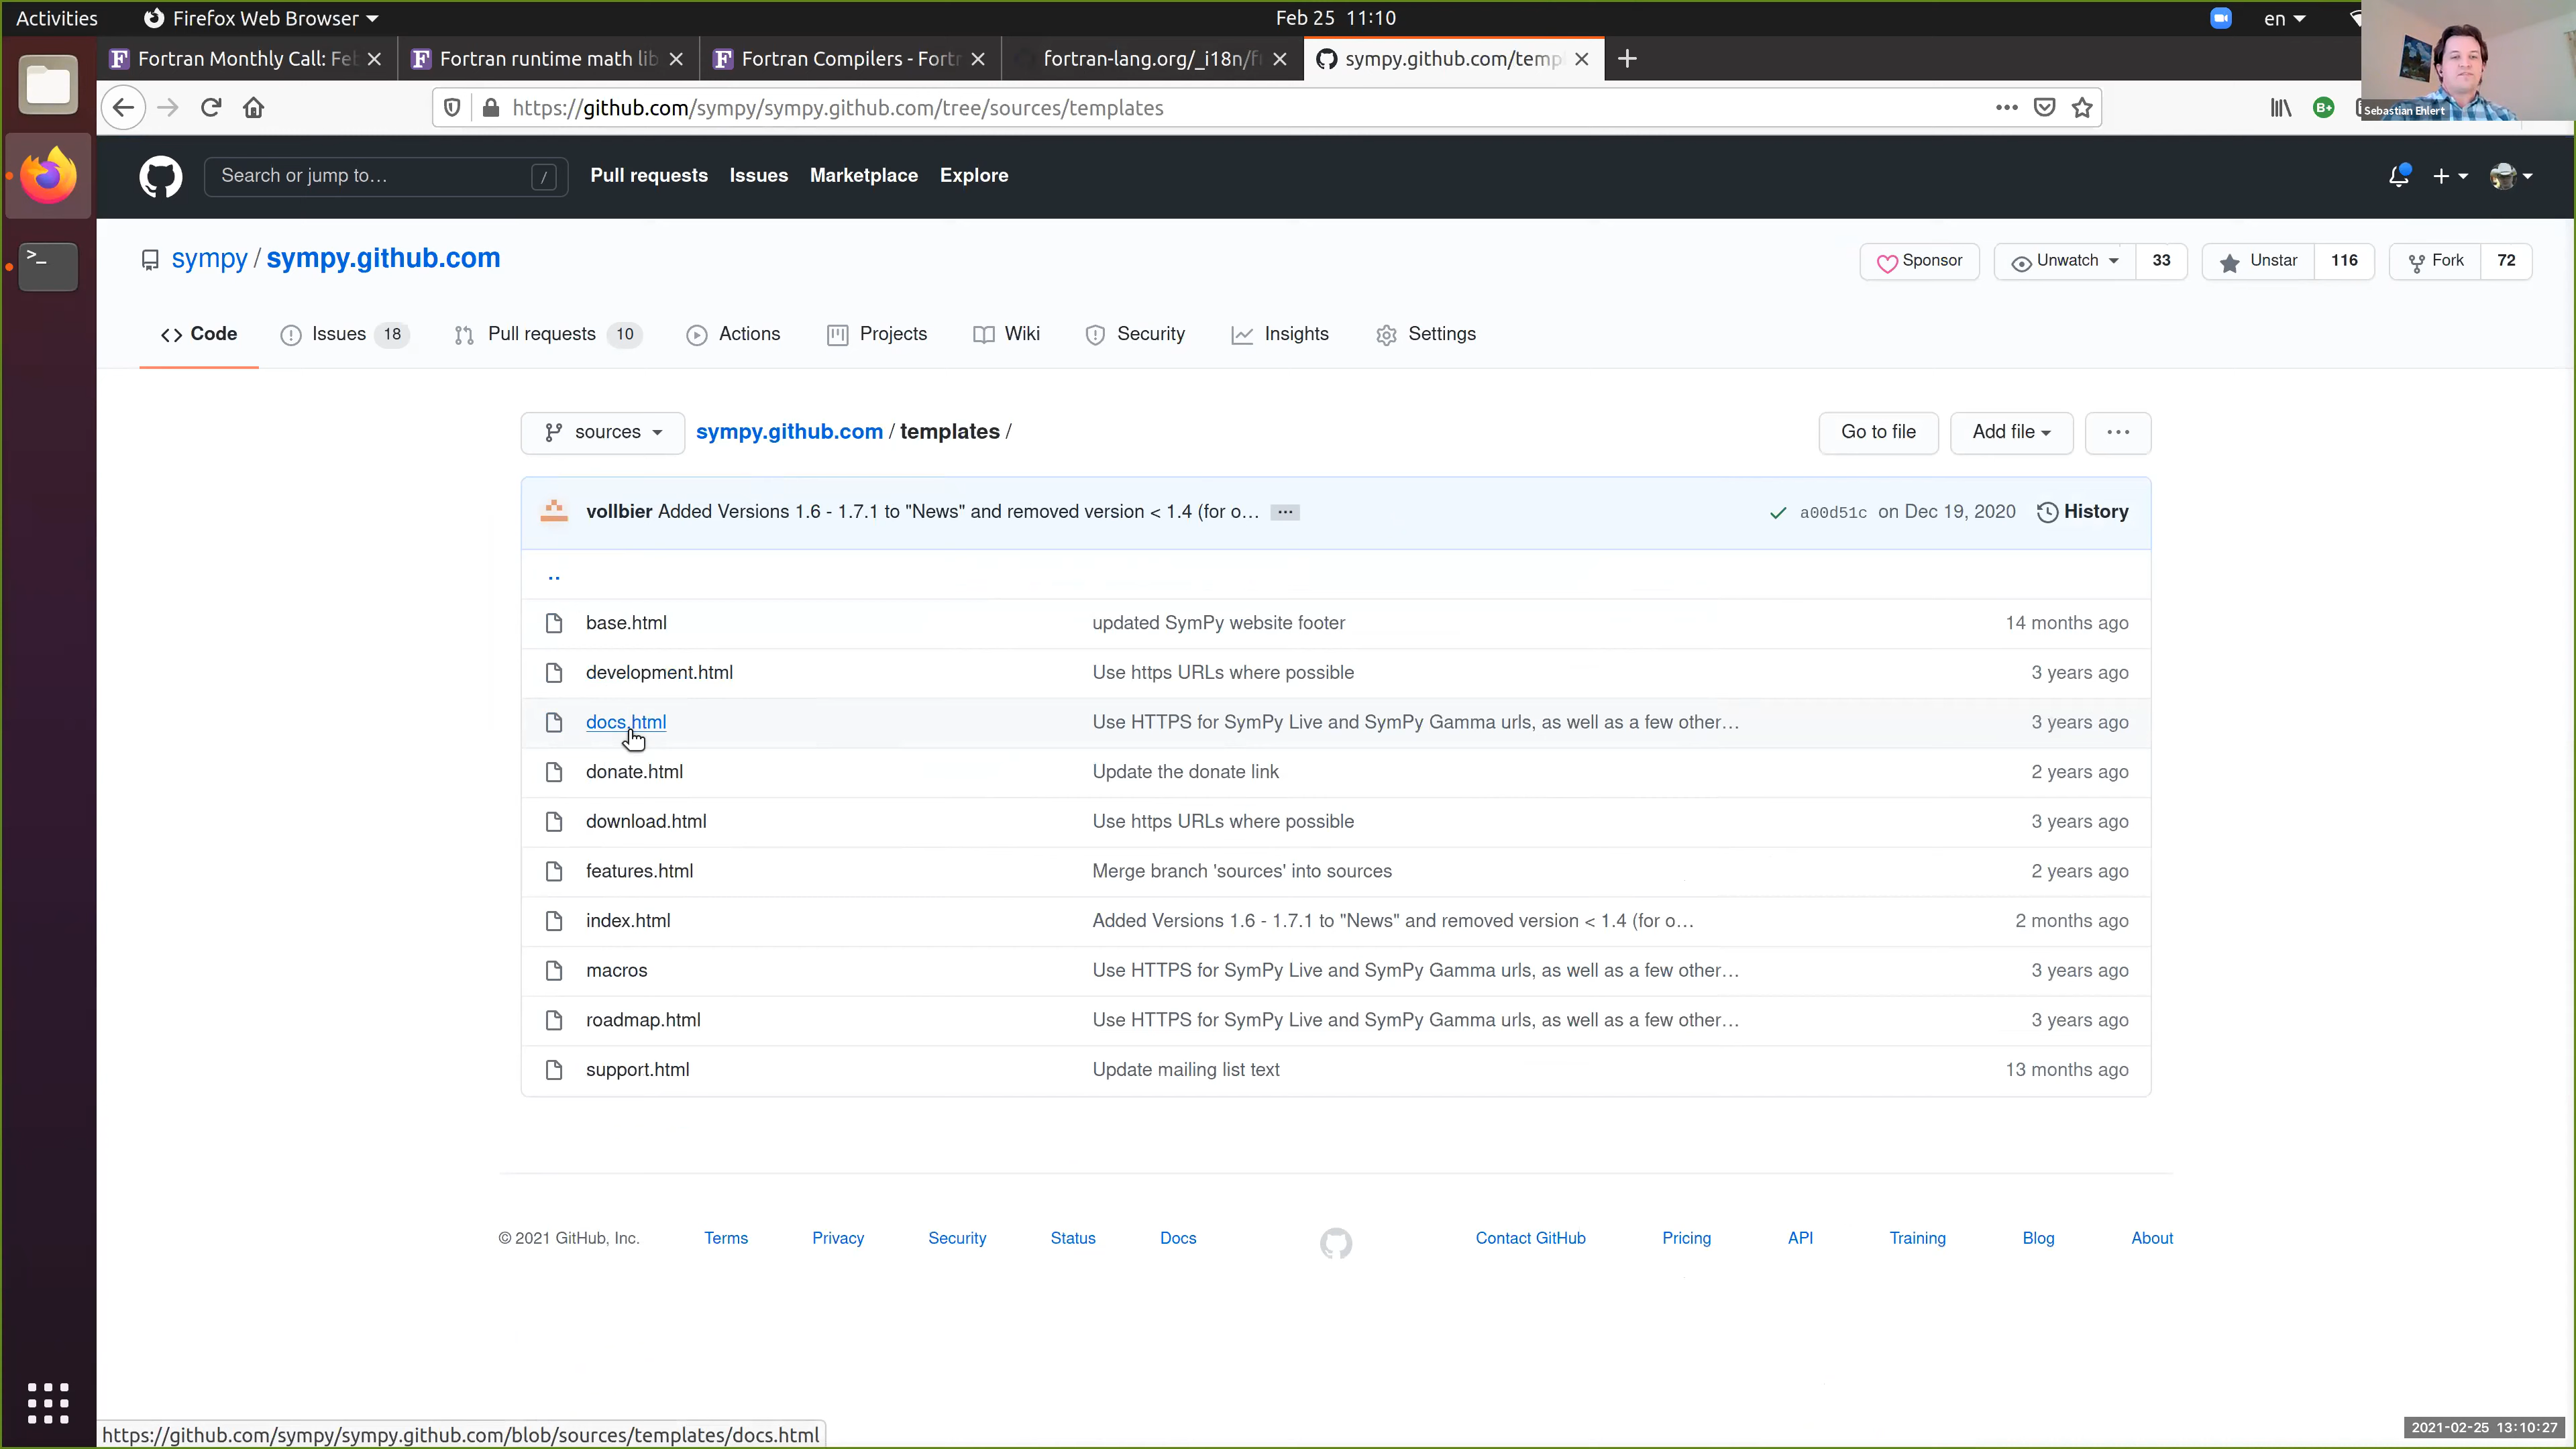 Activities
Firefox Web Browser
Feb 25 11:10
en
Fortran Monthly Call: Fe
Fortran runtime math lib
Fortran Compilers - Fortr
fortran-lang.org/_i18n/f
sympy.github.com/temp
https://github.com/sympy/sympy.github.com/tree/sources/templates
Sebastian Ehlert
Search or jump to… /
Pull requests
Issues
Marketplace
Explore
sympy / sympy.github.com
Sponsor
Unwatch 33
Unstar 116
Fork 72
Code
Issues 18
Pull requests 10
Actions
Projects
Wiki
Security
Insights
Settings
sources
sympy.github.com / templates /
Go to file
Add file
vollbier Added Versions 1.6 - 1.7.1 to "News" and removed version < 1.4 (for o…
a00d51c on Dec 19, 2020
History
..
base.html updated SymPy website footer 14 months ago
development.html Use https URLs where possible 3 years ago
docs.html Use HTTPS for SymPy Live and SymPy Gamma urls, as well as a few other… 3 years ago
donate.html Update the donate link 2 years ago
download.html Use https URLs where possible 3 years ago
features.html Merge branch 'sources' into sources 2 years ago
index.html Added Versions 1.6 - 1.7.1 to "News" and removed version < 1.4 (for o… 2 months ago
macros Use HTTPS for SymPy Live and SymPy Gamma urls, as well as a few other… 3 years ago
roadmap.html Use HTTPS for SymPy Live and SymPy Gamma urls, as well as a few other… 3 years ago
support.html Update mailing list text 13 months ago
© 2021 GitHub, Inc.
Terms
Privacy
Security
Status
Docs
Contact GitHub
Pricing
API
Training
Blog
About
https://github.com/sympy/sympy.github.com/blob/sources/templates/docs.html
2021-02-25 13:10:27